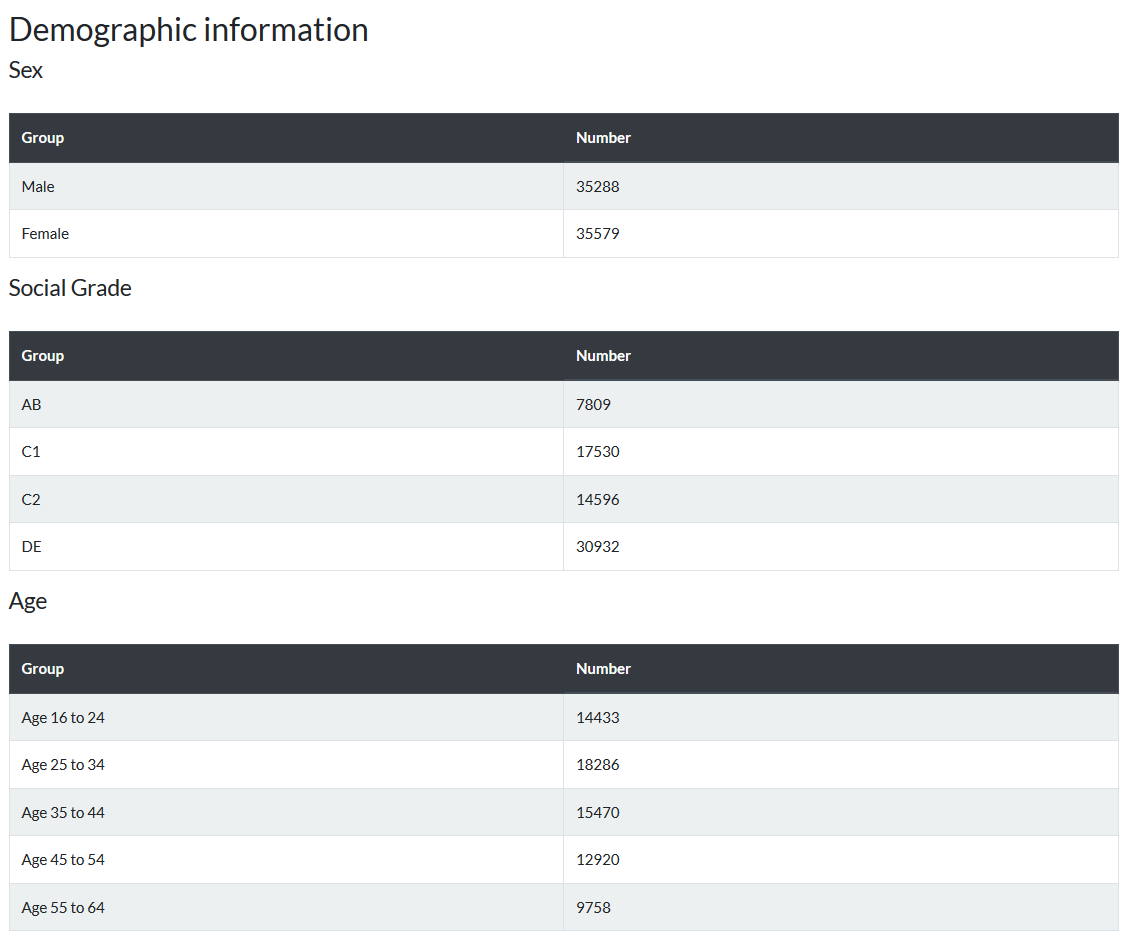 Demographic information
Sex
Group Number
Male 35288
Female 35579
Social Grade
Group Number
AB 7809
C1 17530
C2 14596
DE 30932
Age
Group Number
Age 16 to 24 14433
Age 25 to 34 18286
Age 35 to 44 15470
Age 45 to 54 12920
Age 55 to 64 9758